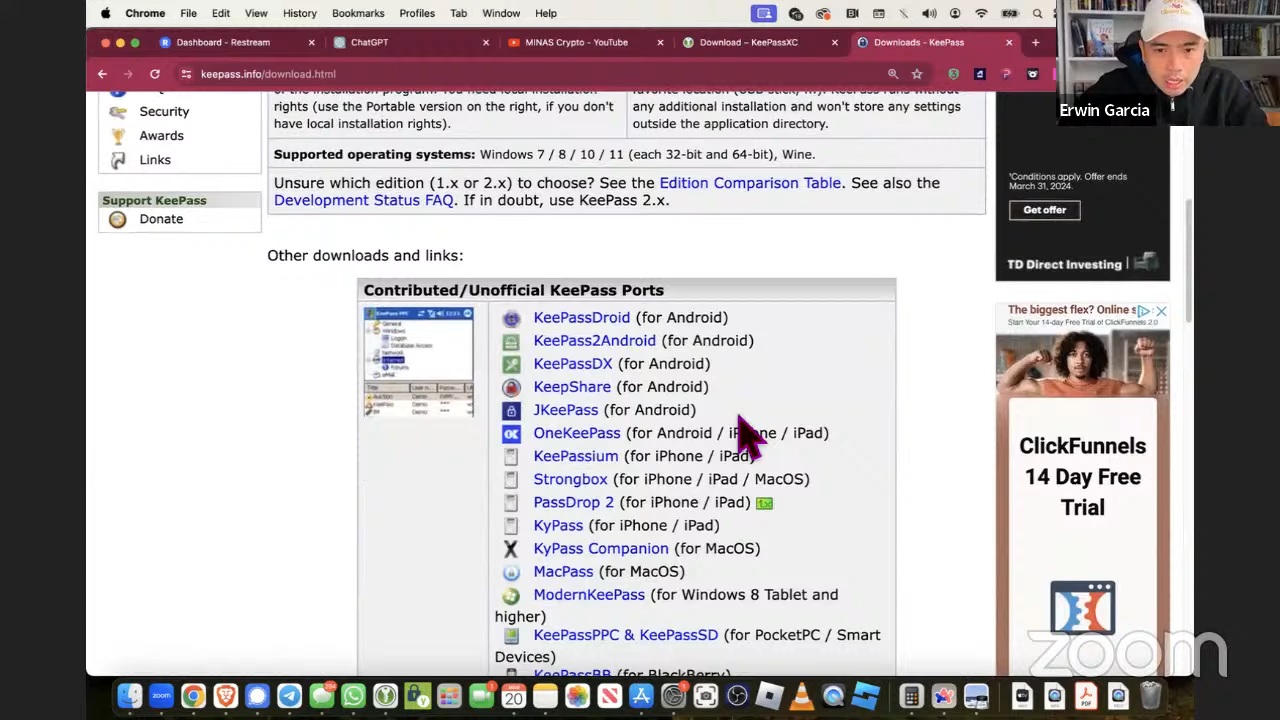 Chrome File Edit View History Bookmarks Profiles Tab Window Help
Dashboard - Restream
ChatGPT
MINAS Crypto - YouTube
Download – KeePassXC
Downloads - KeePass
keepass.info/download.html
Erwin Garcia
Security
Awards
Links
Support KeePass
Donate
rights (use the Portable version on the right, if you don't
have local installation rights).
any additional installation and won't store any settings
outside the application directory.
Supported operating systems: Windows 7 / 8 / 10 / 11 (each 32-bit and 64-bit), Wine.
Unsure which edition (1.x or 2.x) to choose? See the Edition Comparison Table. See also the
Development Status FAQ. If in doubt, use KeePass 2.x.
Other downloads and links:
Contributed/Unofficial KeePass Ports
KeePassDroid (for Android)
KeePass2Android (for Android)
KeePassDX (for Android)
KeepShare (for Android)
JKeePass (for Android)
OneKeePass (for Android / iPhone / iPad)
KeePassium (for iPhone / iPad)
Strongbox (for iPhone / iPad / MacOS)
PassDrop 2 (for iPhone / iPad)
KyPass (for iPhone / iPad)
KyPass Companion (for MacOS)
MacPass (for MacOS)
ModernKeePass (for Windows 8 Tablet and
higher)
KeePassPPC & KeePassSD (for PocketPC / Smart
Devices)
KeePassBB (for BlackBerry)
*Conditions apply. Offer ends
March 31, 2024.
Get offer
TD Direct Investing
The biggest flex? Online s
Start Your 14-day Free Trial of ClickFunnels 2.0
ClickFunnels
14 Day Free
Trial
zoom